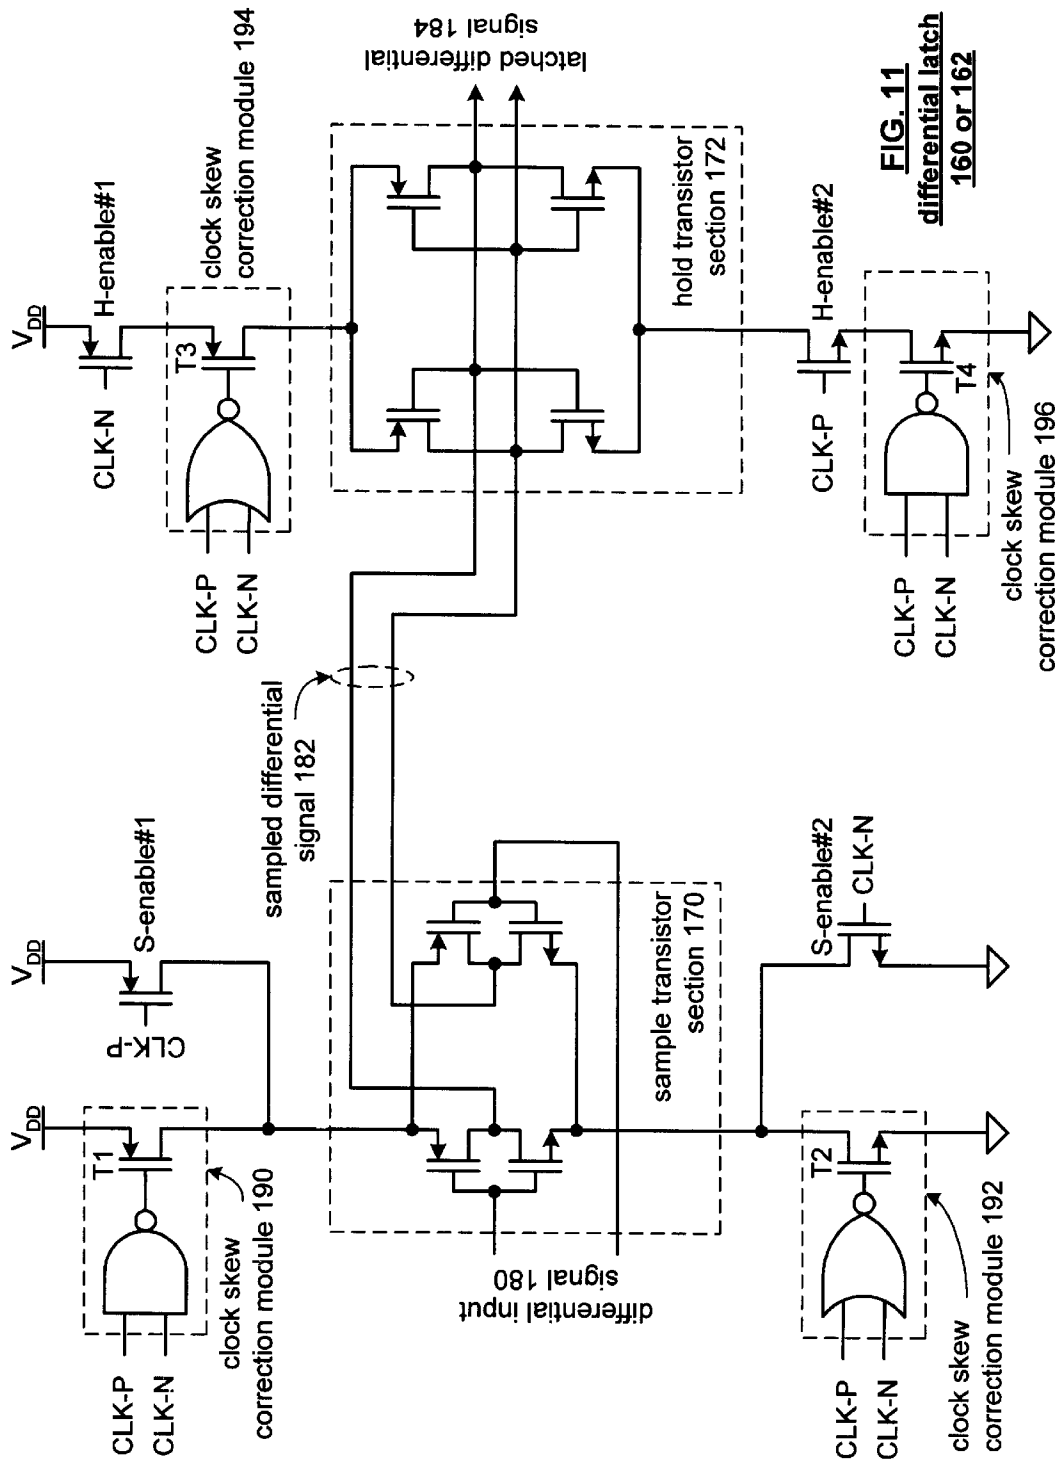 V_DD
T1
CLK-P
CLK-N
clock skew
correction module 190
V_DD
S-enable#1
CLK-P
sampled differential
signal 182
V_DD
H-enable#1
CLK-N
T3
CLK-P
CLK-N
clock skew
correction module 194
differential input
signal 180
sample transistor
section 170
latched differential
signal 184
hold transistor
section 172
T2
CLK-P
CLK-N
clock skew
correction module 192
S-enable#2
CLK-N
CLK-P
H-enable#2
T4
CLK-P
CLK-N
clock skew
correction module 196
FIG. 11
differential latch
160 or 162